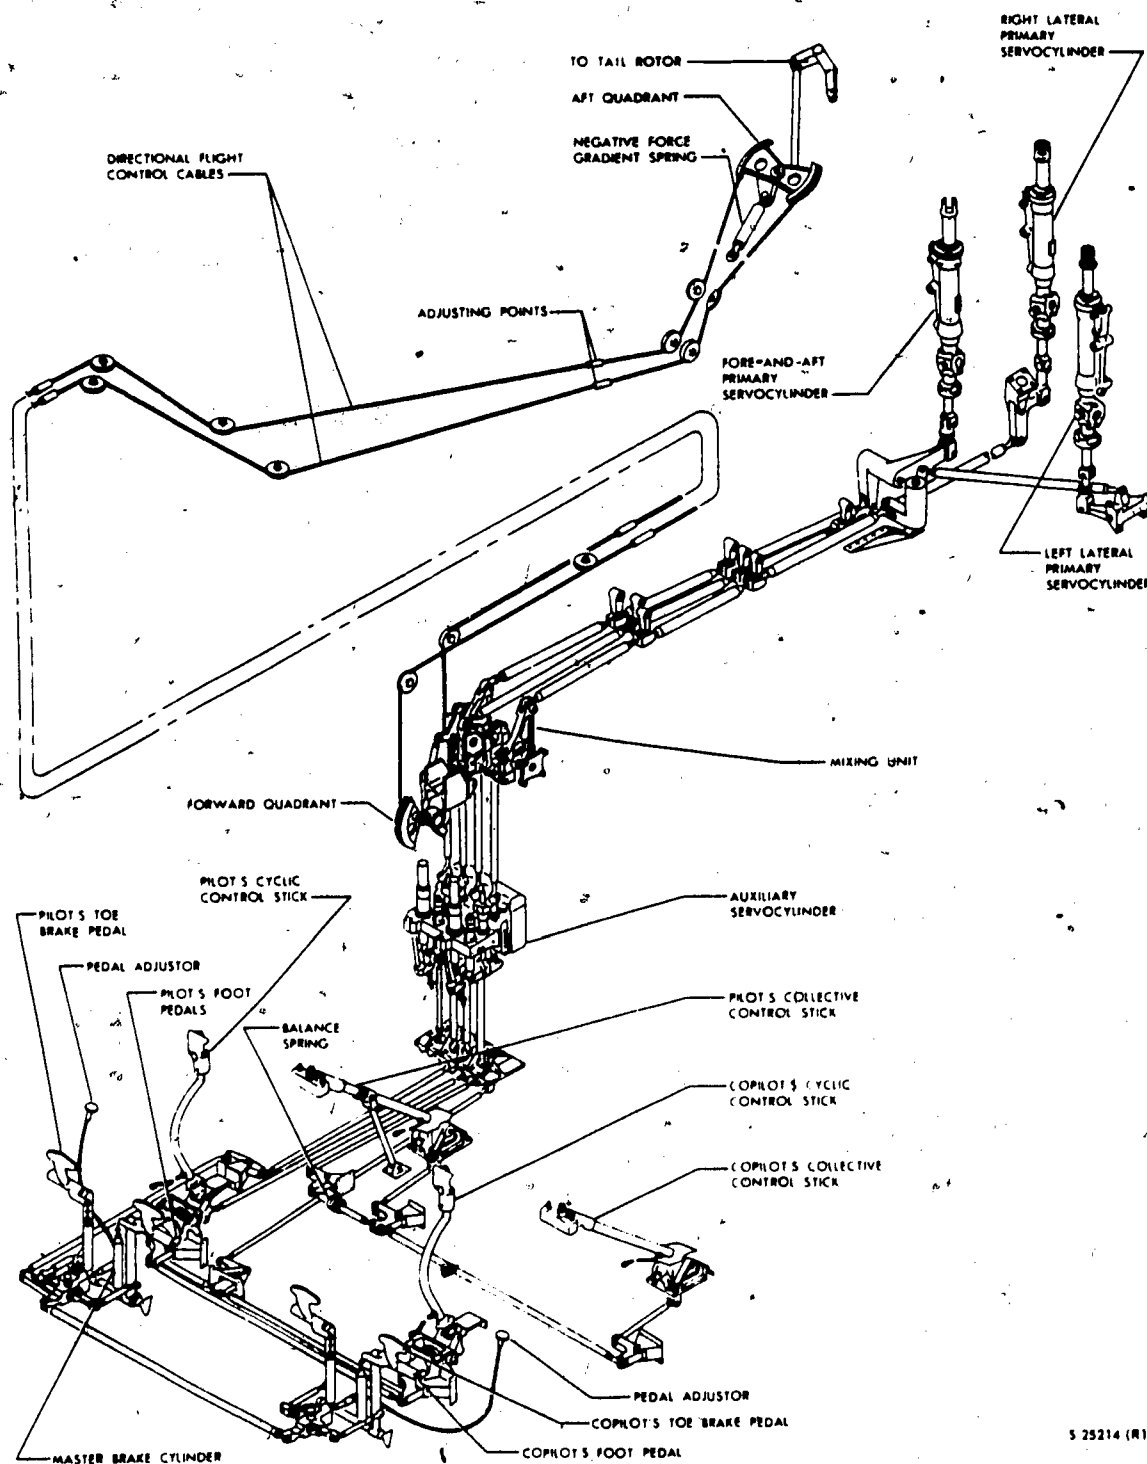 RIGHT LATERAL
PRIMARY
SERVOCYLINDER
TO TAIL ROTOR
AFT QUADRANT
NEGATIVE FORCE
GRADIENT SPRING
DIRECTIONAL FLIGHT
CONTROL CABLES
ADJUSTING POINTS
FORE-AND-AFT
PRIMARY
SERVOCYLINDER
LEFT LATERAL
PRIMARY
SERVOCYLINDER
MIXING UNIT
FORWARD QUADRANT
PILOT'S CYCLIC
CONTROL STICK
AUXILIARY
SERVOCYLINDER
PILOT'S TOE
BRAKE PEDAL
PEDAL ADJUSTOR
PILOT'S FOOT
PEDALS
BALANCE
SPRING
PILOT'S COLLECTIVE
CONTROL STICK
COPILOT'S CYCLIC
CONTROL STICK
COPILOT'S COLLECTIVE
CONTROL STICK
PEDAL ADJUSTOR
COPILOT'S TOE BRAKE PEDAL
COPILOT'S FOOT PEDAL
MASTER BRAKE CYLINDER
S 25214 (R1)